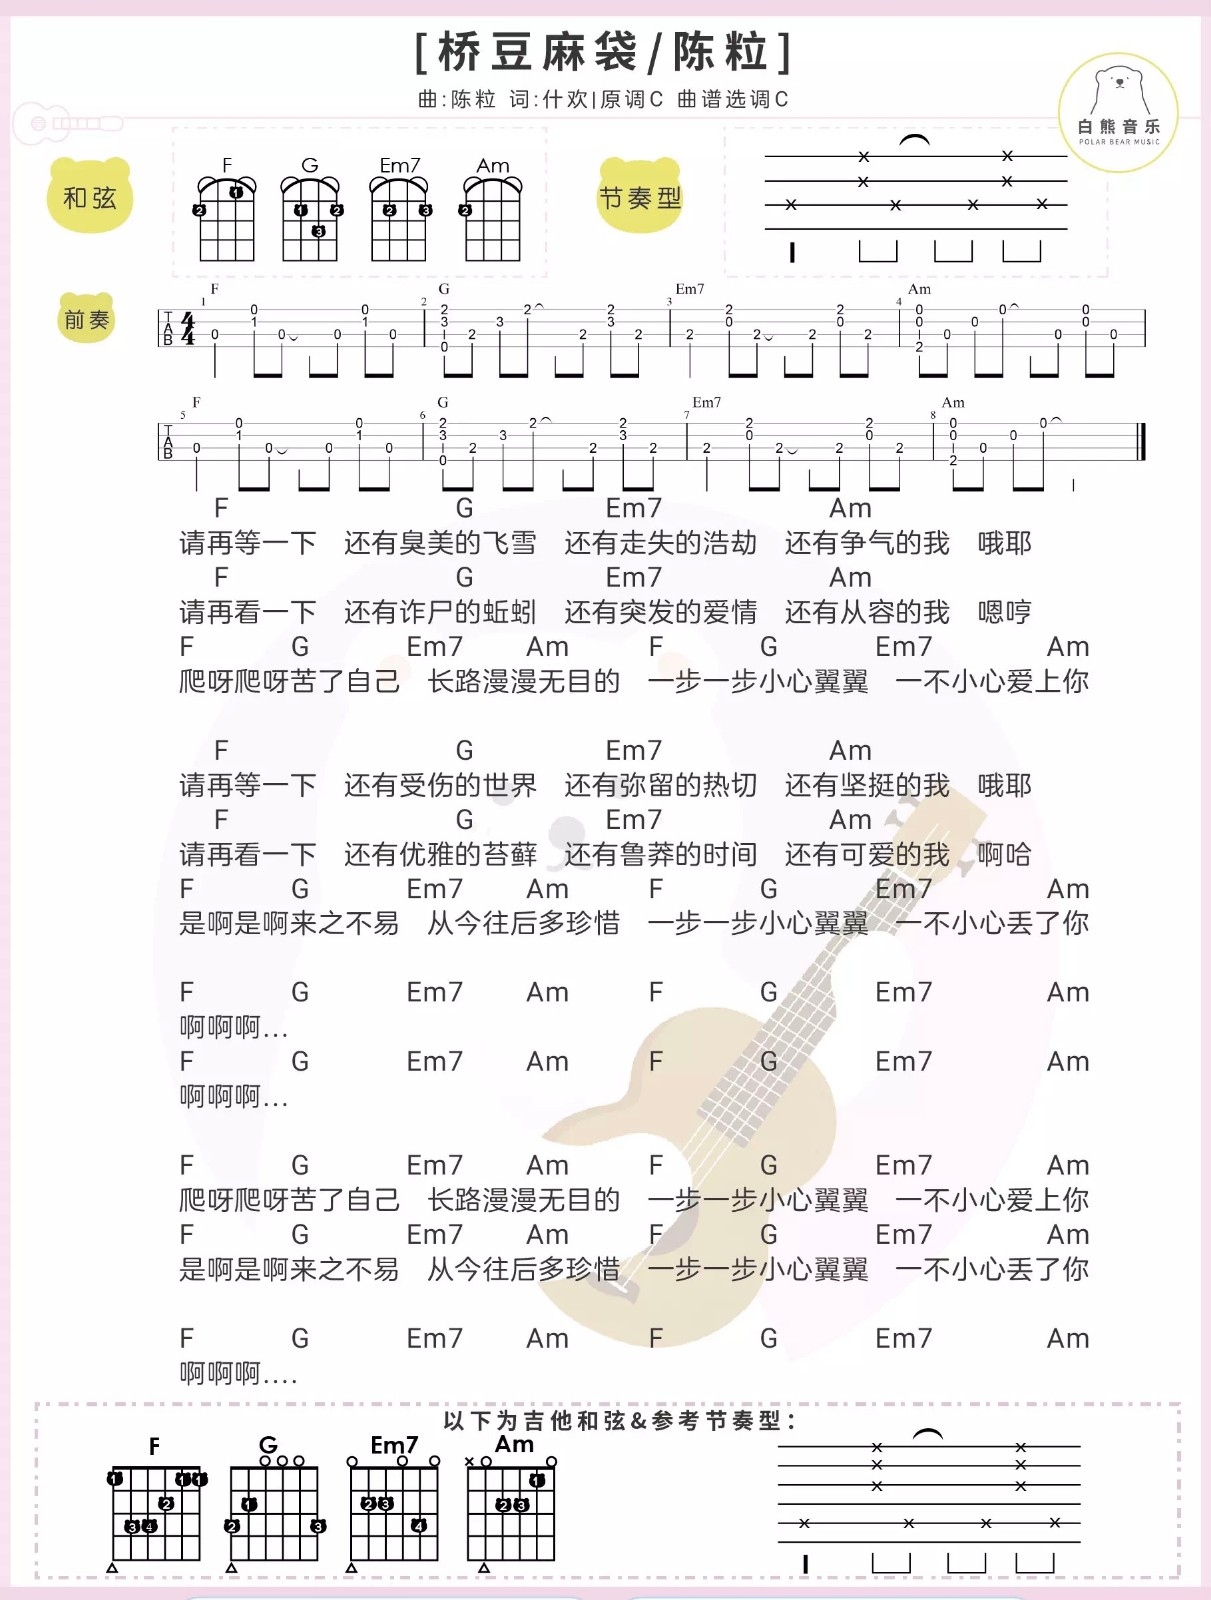 [桥豆麻袋/陈粒]
曲:陈粒 词:什欢|原调C 曲谱选调C
白熊音乐
POLAR BEAR MUSIC
和弦
F G Em7 Am
节奏型
前奏
F G Em7 Am
F G Em7 Am
F G Em7 Am
请再等一下 还有臭美的飞雪 还有走失的浩劫 还有争气的我 哦耶
F G Em7 Am
请再看一下 还有诈尸的蚯蚓 还有突发的爱情 还有从容的我 嗯哼
F G Em7 Am F G Em7 Am
爬呀爬呀苦了自己 长路漫漫无目的 一步一步小心翼翼 一不小心爱上你
F G Em7 Am
请再等一下 还有受伤的世界 还有弥留的热切 还有坚挺的我 哦耶
F G Em7 Am
请再看一下 还有优雅的苔藓 还有鲁莽的时间 还有可爱的我 啊哈
F G Em7 Am F G Em7 Am
是啊是啊来之不易 从今往后多珍惜 一步一步小心翼翼 一不小心丢了你
F G Em7 Am F G Em7 Am
啊啊啊...
F G Em7 Am F G Em7 Am
啊啊啊...
F G Em7 Am F G Em7 Am
爬呀爬呀苦了自己 长路漫漫无目的 一步一步小心翼翼 一不小心爱上你
F G Em7 Am F G Em7 Am
是啊是啊来之不易 从今往后多珍惜 一步一步小心翼翼 一不小心丢了你
F G Em7 Am F G Em7 Am
啊啊啊....
以下为吉他和弦&参考节奏型:
F G Em7 Am